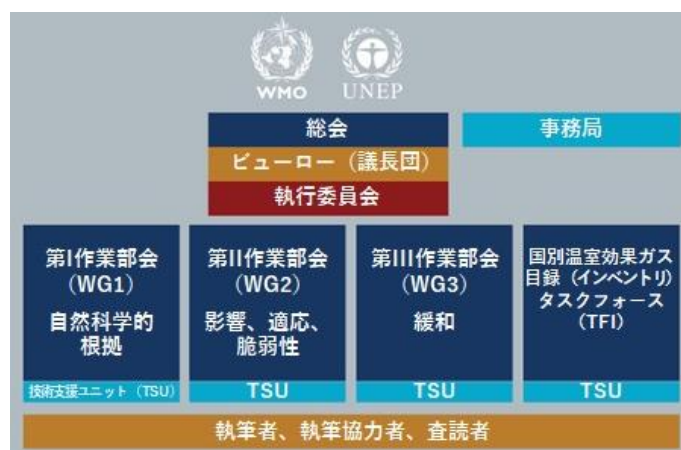 WMO
UNEP
総会
事務局
ビューロー（議長団）
執行委員会
第I作業部会
（WG1）
自然科学的
根拠
技術支援ユニット（TSU）
第II作業部会
（WG2）
影響、適応、
脆弱性
TSU
第III作業部会
（WG3）
緩和
TSU
国別温室効果ガス
目録（インベントリ）
タスクフォース
（TFI）
TSU
執筆者、執筆協力者、査読者